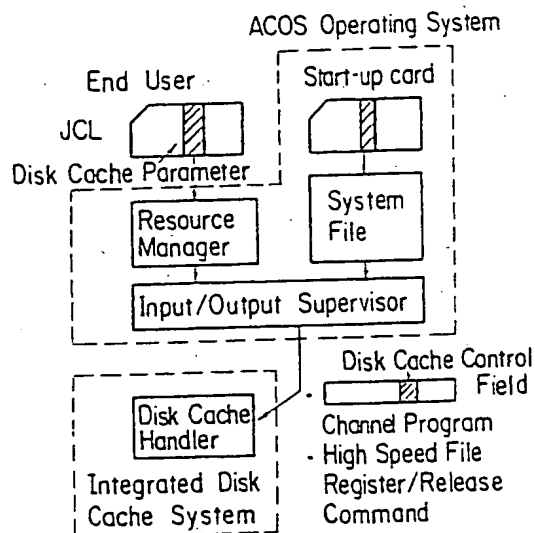 ACOS Operating System
End User
Start-up card
JCL
Disk Cache Parameter
Resource
Manager
System
File
Input/Output Supervisor
Disk Cache Control
Field
Disk Cache
Handler
Channel Program
· High Speed File
Register/Release
Command
Integrated Disk
Cache System